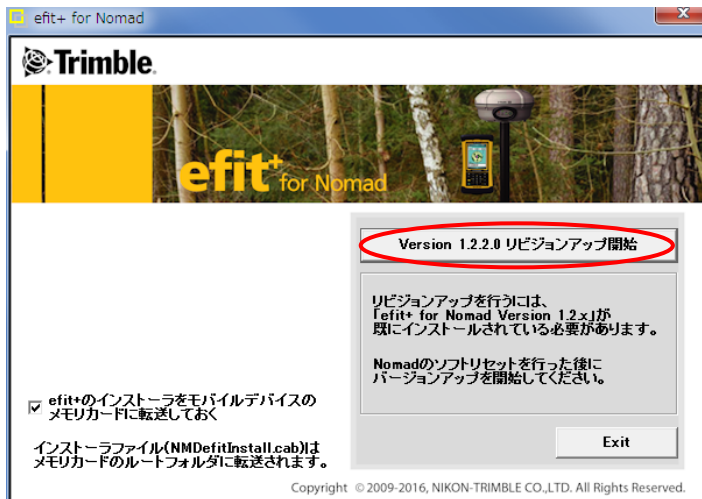 efit+ for Nomad
Trimble.
efit+ for Nomad
Version 1.2.2.0 リビジョンアップ開始
リビジョンアップを行うには、
「efit+ for Nomad Version 1.2.x」が
既にインストールされている必要があります。
Nomadのソフトリセットを行った後に
バージョンアップを開始してください。
efit+のインストーラをモバイルデバイスの
メモリカードに転送しておく
インストーラファイル(NMDefitInstall.cab)は
メモリカードのルートフォルダに転送されます。
Exit
Copyright © 2009-2016, NIKON-TRIMBLE CO.,LTD. All Rights Reserved.